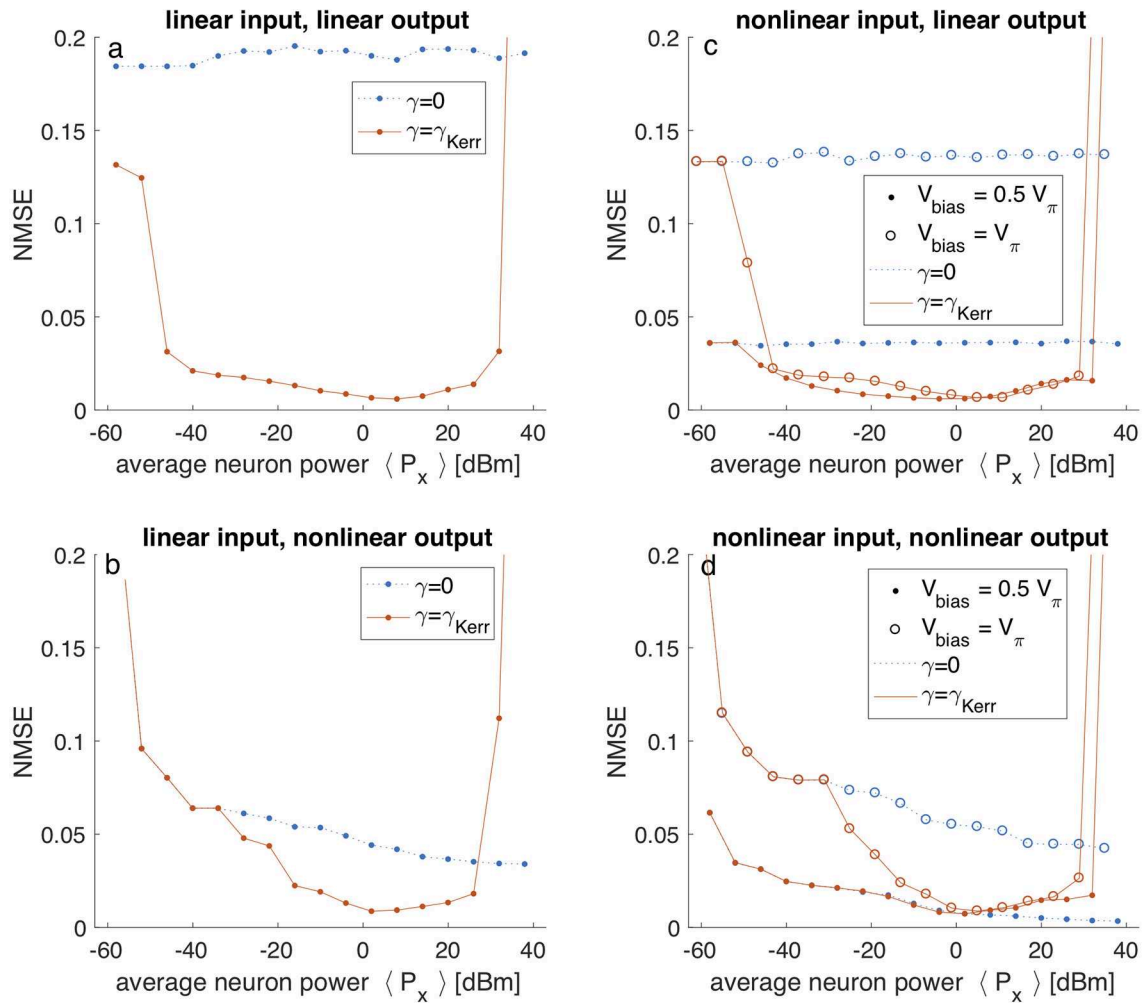 linear input, linear output
a
0.2
0.15
0.1
0.05
0
NMSE
γ=0
γ=γKerr
-60 -40 -20 0 20 40
average neuron power ⟨ Px ⟩ [dBm]
nonlinear input, linear output
c
0.2
0.15
0.1
0.05
0
NMSE
Vbias = 0.5 Vπ
Vbias = Vπ
γ=0
γ=γKerr
-60 -40 -20 0 20 40
average neuron power ⟨ Px ⟩ [dBm]
linear input, nonlinear output
b
0.2
0.15
0.1
0.05
0
NMSE
γ=0
γ=γKerr
-60 -40 -20 0 20 40
average neuron power ⟨ Px ⟩ [dBm]
nonlinear input, nonlinear output
d
0.2
0.15
0.1
0.05
0
NMSE
Vbias = 0.5 Vπ
Vbias = Vπ
γ=0
γ=γKerr
-60 -40 -20 0 20 40
average neuron power ⟨ Px ⟩ [dBm]